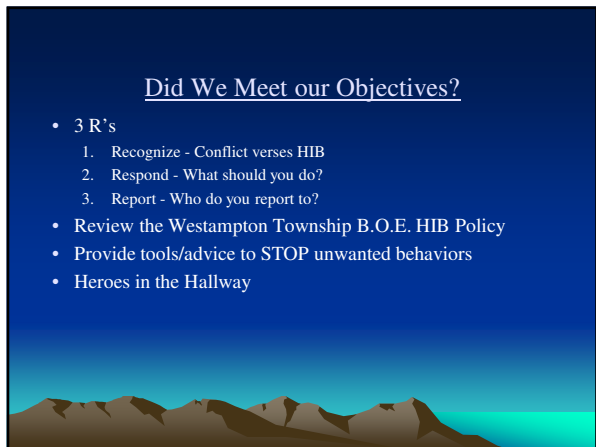 Did We Meet our Objectives?
• 3 R's
1. Recognize - Conflict verses HIB
2. Respond - What should you do?
3. Report - Who do you report to?
• Review the Westampton Township B.O.E. HIB Policy
• Provide tools/advice to STOP unwanted behaviors
• Heroes in the Hallway